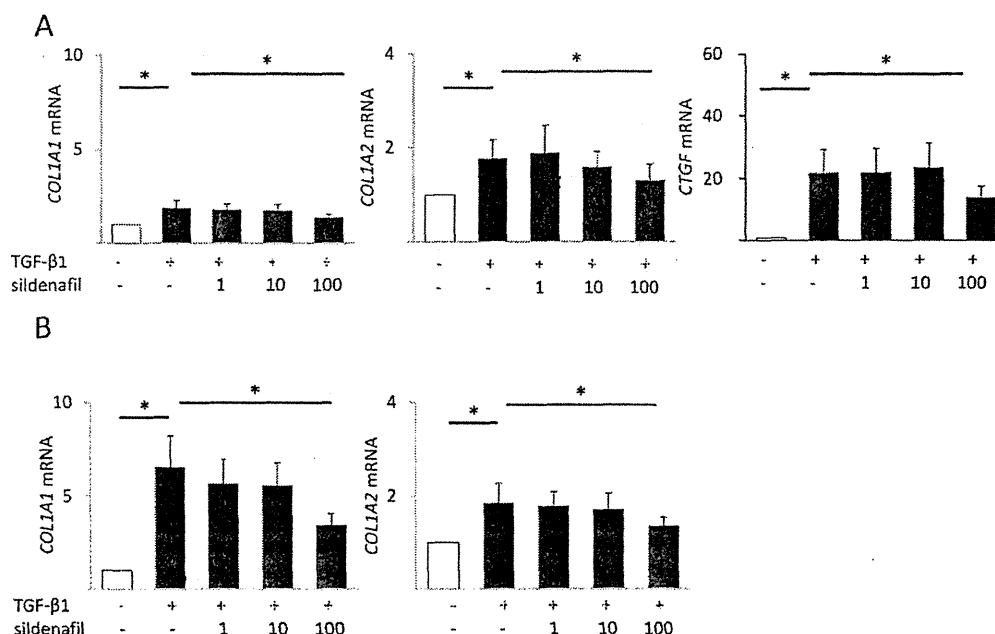 A
10
5
COL1A1 mRNA
* *
4
2
COL1A2 mRNA
* *
60
40
20
CTGF mRNA
* *
TGF-β1 - + + + +
sildenafil - - 1 10 100
- + + + +
- - 1 10 100
- + + + +
- - 1 10 100
B
10
5
COL1A1 mRNA
* *
4
2
COL1A2 mRNA
* *
TGF-β1 - + + + +
sildenafil - - 1 10 100
- + + + +
- - 1 10 100